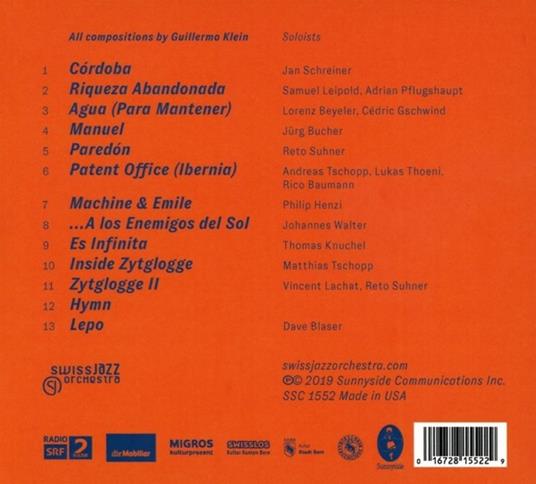 All compositions by Guillermo Klein Soloists
1 Córdoba Jan Schreiner
2 Riqueza Abandonada Samuel Leipold, Adrian Pflugshaupt
3 Agua (Para Mantener) Lorenz Beyeler, Cédric Gschwind
4 Manuel Jürg Bucher
5 Paredón Reto Suhner
6 Patent Office (Ibernia) Andreas Tschopp, Lukas Thoeni,
Rico Baumann
7 Machine & Emile Philip Henzi
8 ...A los Enemigos del Sol Johannes Walter
9 Es Infinita Thomas Knuchel
10 Inside Zytglogge Matthias Tschopp
11 Zytglogge II Vincent Lachat, Reto Suhner
12 Hymn
13 Lepo Dave Blaser
swissjazz
orchestra
swissjazzorchestra.com
℗© 2019 Sunnyside Communications Inc.
SSC 1552 Made in USA
RADIO
SRF 2
KULTUR
die Mobiliar
MIGROS
kulturprozent
SWISSLOS
Kultur Kanton Bern
Kultur
Stadt Bern
Sunnyside
0 16728 15522 9